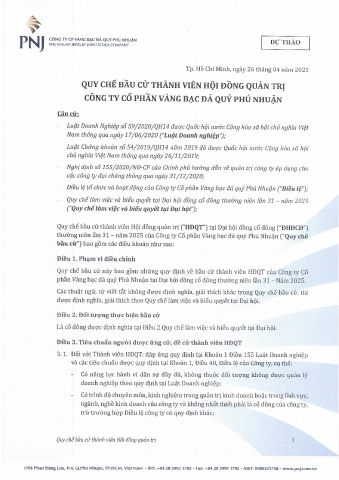 PNJ
CÔNG TY CỔ PHẦN VÀNG BẠC ĐÁ QUÝ PHÚ NHUẬN
PHU NHUAN JEWELRY JOINT STOCK COMPANY
DỰ THẢO
Tp. Hồ Chí Minh, ngày 26 tháng 04 năm 2025
QUY CHẾ BẦU CỬ THÀNH VIÊN HỘI ĐỒNG QUẢN TRỊ
CÔNG TY CỔ PHẦN VÀNG BẠC ĐÁ QUÝ PHÚ NHUẬN
Căn cứ:
- Luật Doanh Nghiệp số 59/2020/QH14 được Quốc hội nước Cộng hòa xã hội chủ nghĩa Việt
Nam thông qua ngày 17/06/2020 ("Luật Doanh nghiệp");
- Luật Chứng khoán số 54/2019/QH14 năm 2019 đã được Quốc hội nước Cộng hòa xã hội
chủ nghĩa Việt Nam thông qua ngày 26/11/2019;
- Nghị định số 155/2020/NĐ-CP của Chính phủ hướng dẫn về quản trị công ty áp dụng cho
các công ty đại chúng thông qua ngày 31/12/2020;
- Điều lệ tổ chức và hoạt động của Công ty Cổ phần Vàng bạc đá quý Phú Nhuận ("Điều lệ");
- Quy chế làm việc và biểu quyết tại Đại hội đồng cổ đông thường niên lần 31 – năm 2025
("Quy chế làm việc và biểu quyết tại Đại hội");
Quy chế bầu cử thành viên Hội đồng quản trị ("HĐQT") tại Đại hội đồng cổ đông ("ĐHĐCĐ")
thường niên lần 31 – năm 2025 của Công ty Cổ phần Vàng bạc đá quý Phú Nhuận ("Quy chế
bầu cử") bao gồm các điều khoản như sau:
Điều 1. Phạm vi điều chỉnh
Quy chế bầu cử này bao gồm những quy định về bầu cử thành viên HĐQT của Công ty Cổ
phần Vàng bạc đá quý Phú Nhuận tại Đại hội đồng cổ đông thường niên lần 31 – Năm 2025.
Các thuật ngữ, từ viết tắt không được định nghĩa, giải thích khác trong Quy chế bầu cử, thì
được định nghĩa, giải thích theo Quy chế làm việc và biểu quyết tại Đại hội.
Điều 2. Đối tượng thực hiện bầu cử
Là cổ đông được quy định tại Điều 2 Quy chế làm việc và biểu quyết tại Đại hội.
Điều 3. Tiêu chuẩn người được ứng cử, đề cử thành viên HĐQT
3. 1. Đối với Thành viên HĐQT: đáp ứng quy định tại Khoản 1 Điều 155 Luật Doanh nghiệp
và các tiêu chuẩn được quy định tại Khoản 1, Điều 40, Điều lệ của Công ty, cụ thể:
- Có năng lực hành vi dân sự đầy đủ, không thuộc đối tượng không được quản lý
doanh nghiệp theo quy định tại Luật Doanh nghiệp;
- Có trình độ chuyên môn, kinh nghiệm trong quản trị kinh doanh hoặc trong lĩnh vực,
ngành, nghề kinh doanh của công ty và không nhất thiết phải là cổ đông của công ty,
trừ trường hợp Điều lệ công ty có quy định khác;
Quy chế bầu cử thành viên Hội đồng quản trị
1
170E Phan Đăng Lưu, P.4, Q.Phú Nhuận, TP.HCM, Việt Nam
www.pnj.com.vn